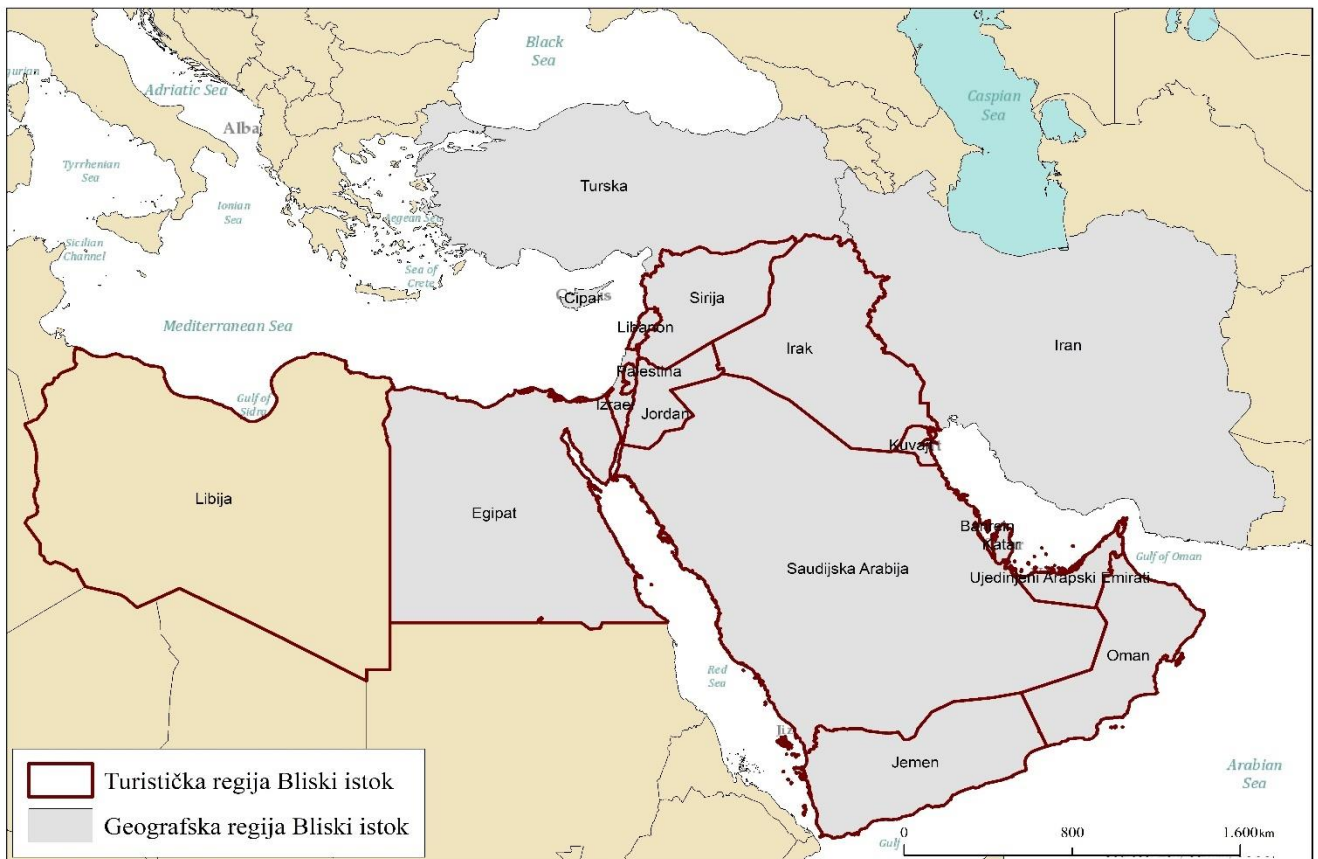 Black
Sea
Adriatic Sea
Caspian
Sea
Alba
Tyrrhenian
Sea
Turska
Ionian
Sea
Aegean Sea
Sicilian
Channel
Sea of
Crete
Cipar
Sirija
Mediterranean Sea
Libanon
Irak
Iran
Palestina
Gulf of
Sidra
Izrael
Jordan
Kuvajt
Libija
Egipat
Bahrein
Katar
Gulf of Oman
Saudijska Arabija
Ujedinjeni Arapski Emirati
Oman
Red
Sea
Jiz
Jemen
Arabian
Sea
Turistička regija Bliski istok
Geografska regija Bliski istok
Gulf
0 800 1.600 km